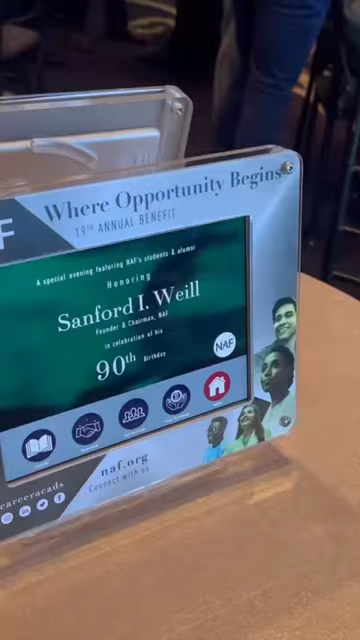 F
Where Opportunity Begins
19TH ANNUAL BENEFIT
A special evening featuring NAF's students & alumni
Honoring
Sanford I. Weill
Founder & Chairman, NAF
in celebration of his
90th Birthday
NAF
naf.org
Connect with us
careeracads